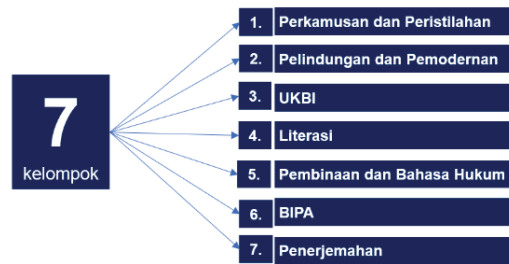 7
kelompok
1. Perkamusan dan Peristilahan
2. Pelindungan dan Pemodernan
3. UKBI
4. Literasi
5. Pembinaan dan Bahasa Hukum
6. BIPA
7. Penerjemahan